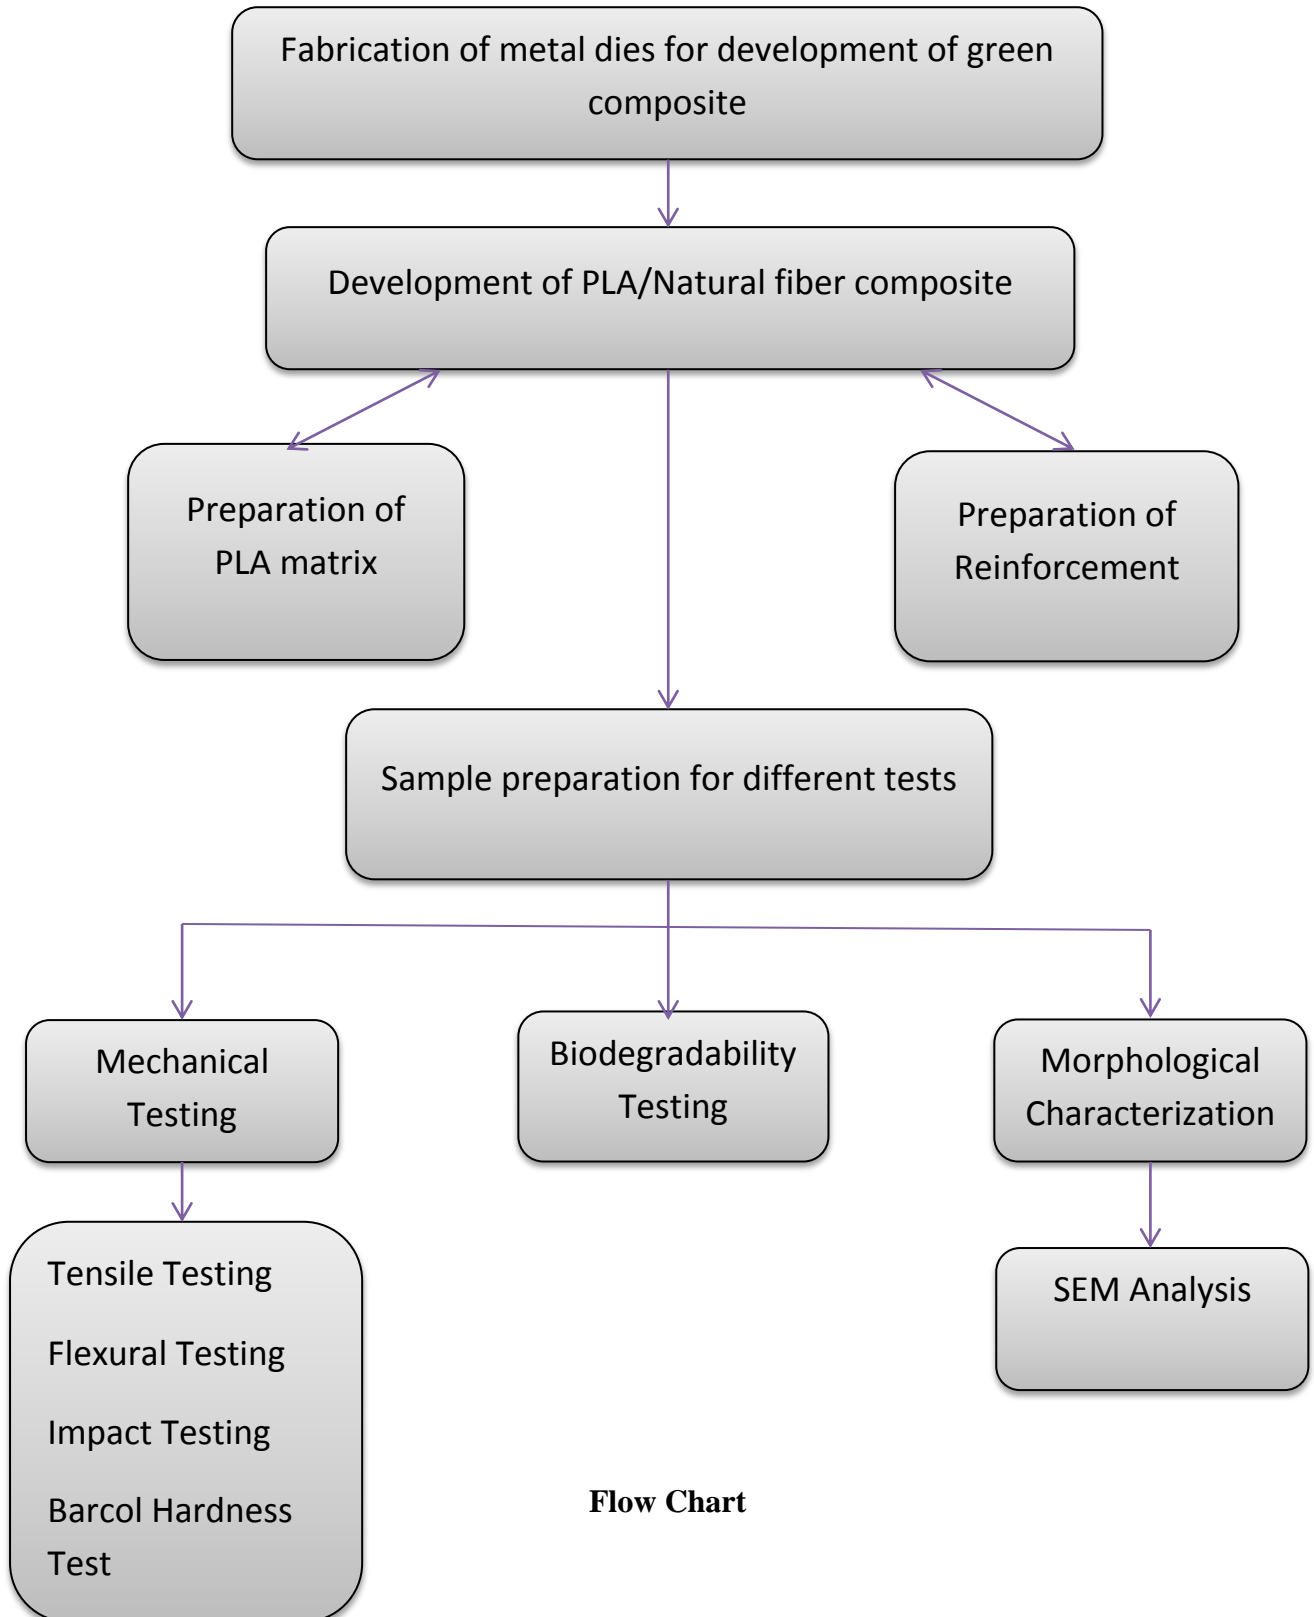 Fabrication of metal dies for development of green
composite
Development of PLA/Natural fiber composite
Preparation of
PLA matrix
Preparation of
Reinforcement
Sample preparation for different tests
Mechanical
Testing
Biodegradability
Testing
Morphological
Characterization
Tensile Testing
Flexural Testing
Impact Testing
Barcol Hardness
Test
SEM Analysis
Flow Chart